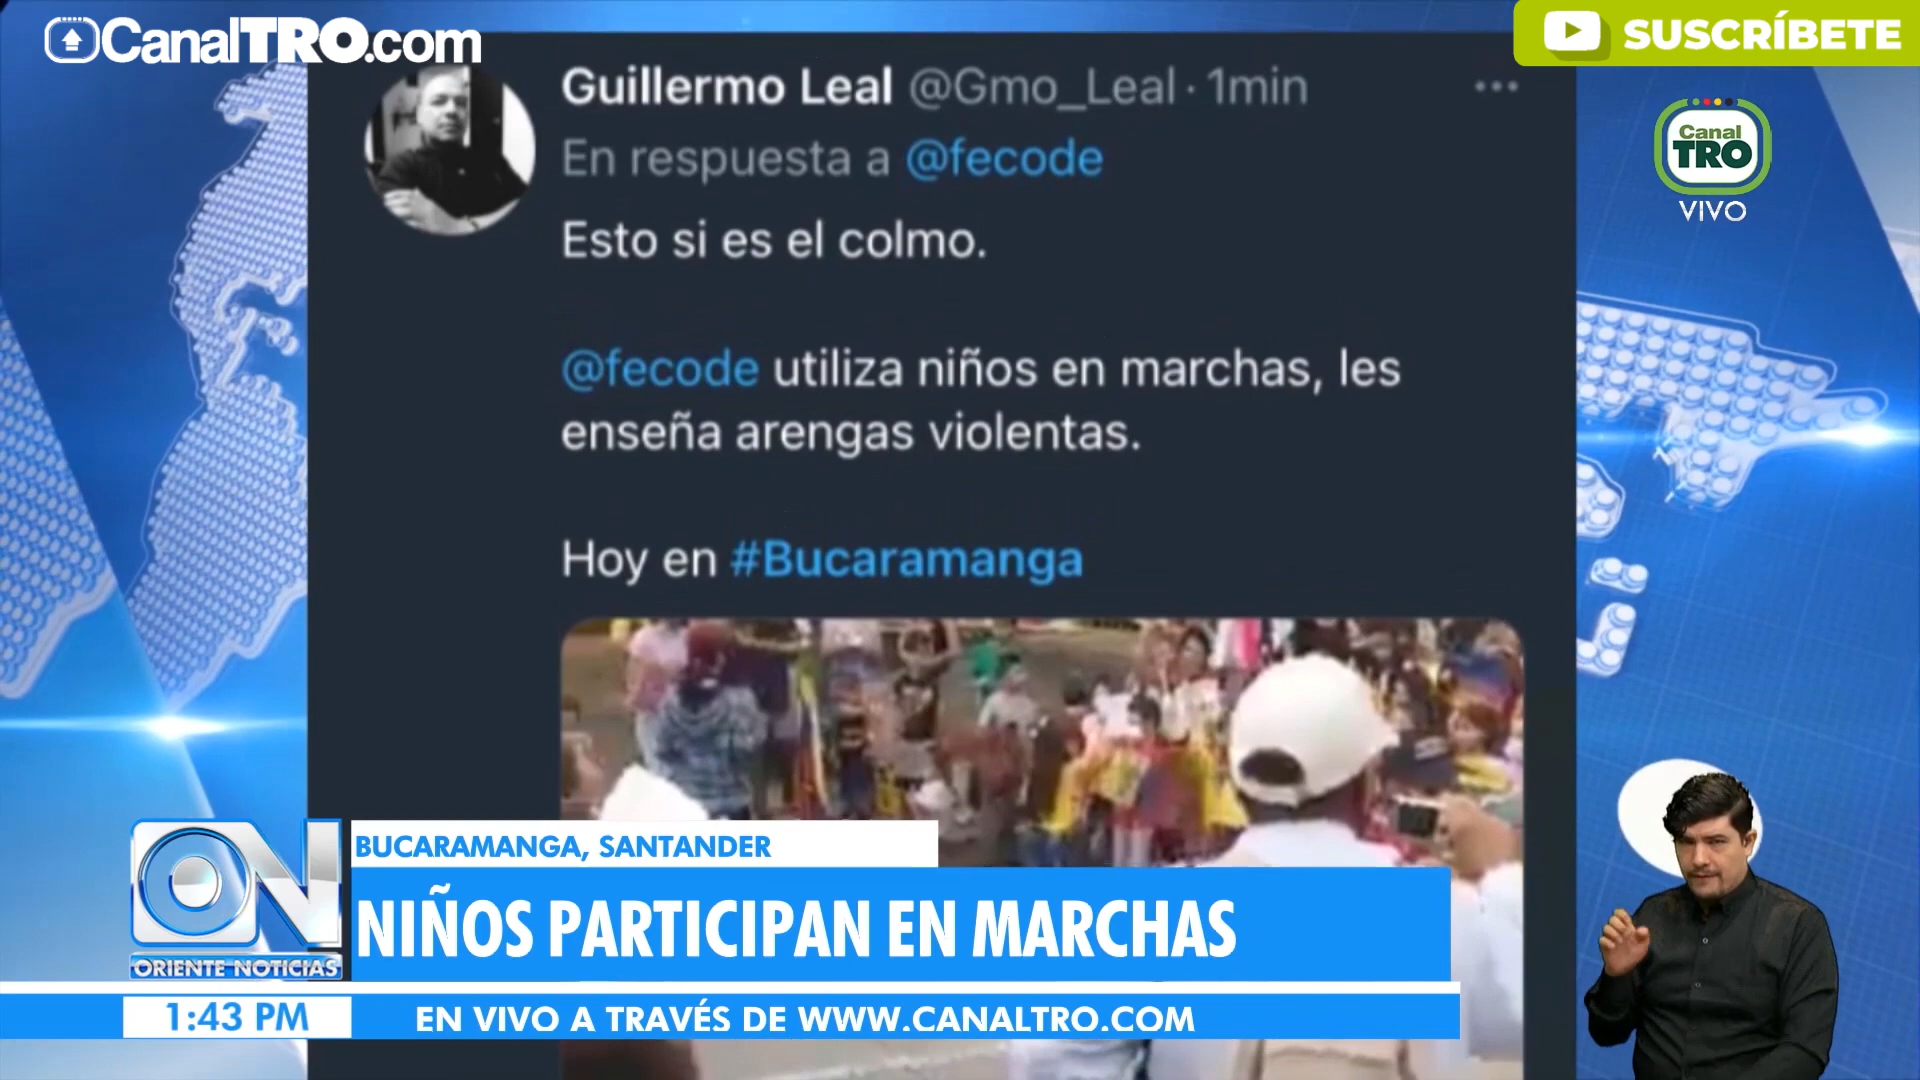 CanalTRO.com
SUSCRÍBETE
Guillermo Leal @Gmo_Leal · 1min
En respuesta a @fecode
Canal
TRO
VIVO
Esto si es el colmo.
@fecode utiliza niños en marchas, les
enseña arengas violentas.
Hoy en #Bucaramanga
ON
ORIENTE NOTICIAS
BUCARAMANGA, SANTANDER
NIÑOS PARTICIPAN EN MARCHAS
1:43 PM
EN VIVO A TRAVÉS DE WWW.CANALTRO.COM